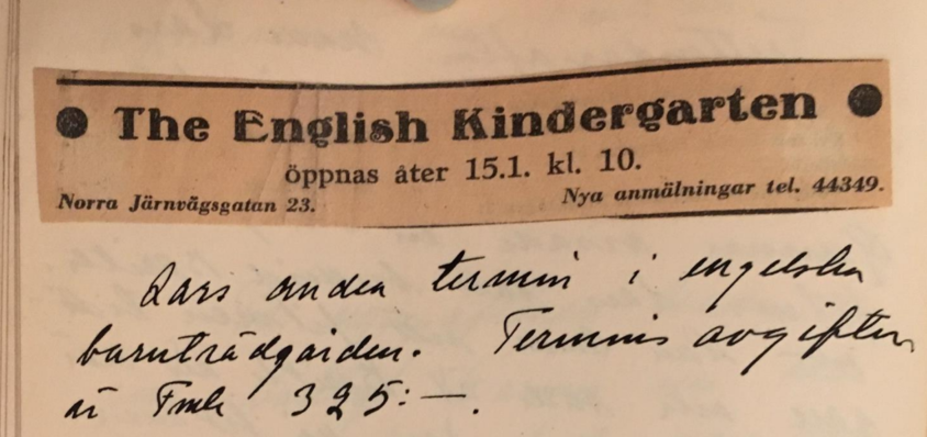 The English Kindergarten
öppnas åter 15.1. kl. 10.
Norra Järnvägsgatan 23. Nya anmälningar tel. 44349.
Lars andra termin i engelska
barnträdgården. Terminsavgiften
är Fmk 325:—.